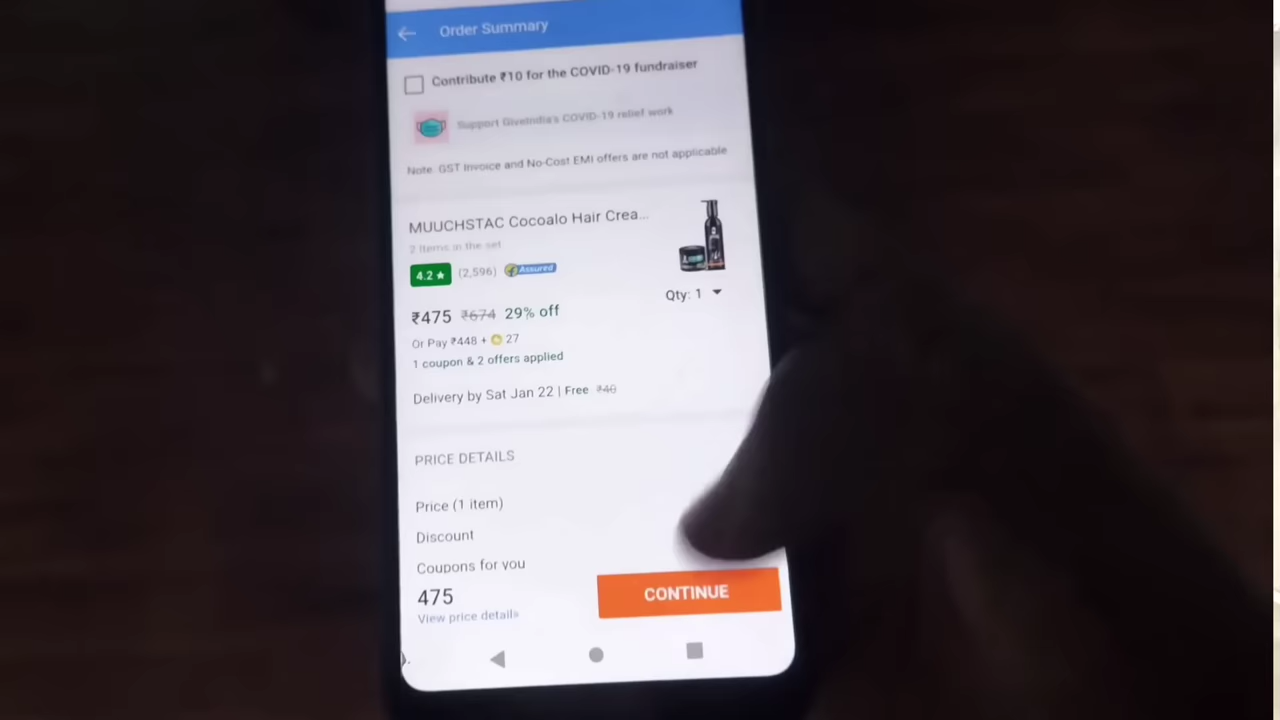 Order Summary
Contribute ₹10 for the COVID-19 fundraiser
Support GiveIndia's COVID-19 relief work
Note: GST Invoice and No-Cost EMI offers are not applicable
MUUCHSTAC Cocoalo Hair Crea...
2 Items in the set
4.2 ★ (2,596) Assured
Qty: 1
₹475 ₹674 29% off
Or Pay ₹448 + 27
1 coupon & 2 offers applied
Delivery by Sat Jan 22 | Free ₹40
PRICE DETAILS
Price (1 item)
Discount
Coupons for you
475
View price details
CONTINUE